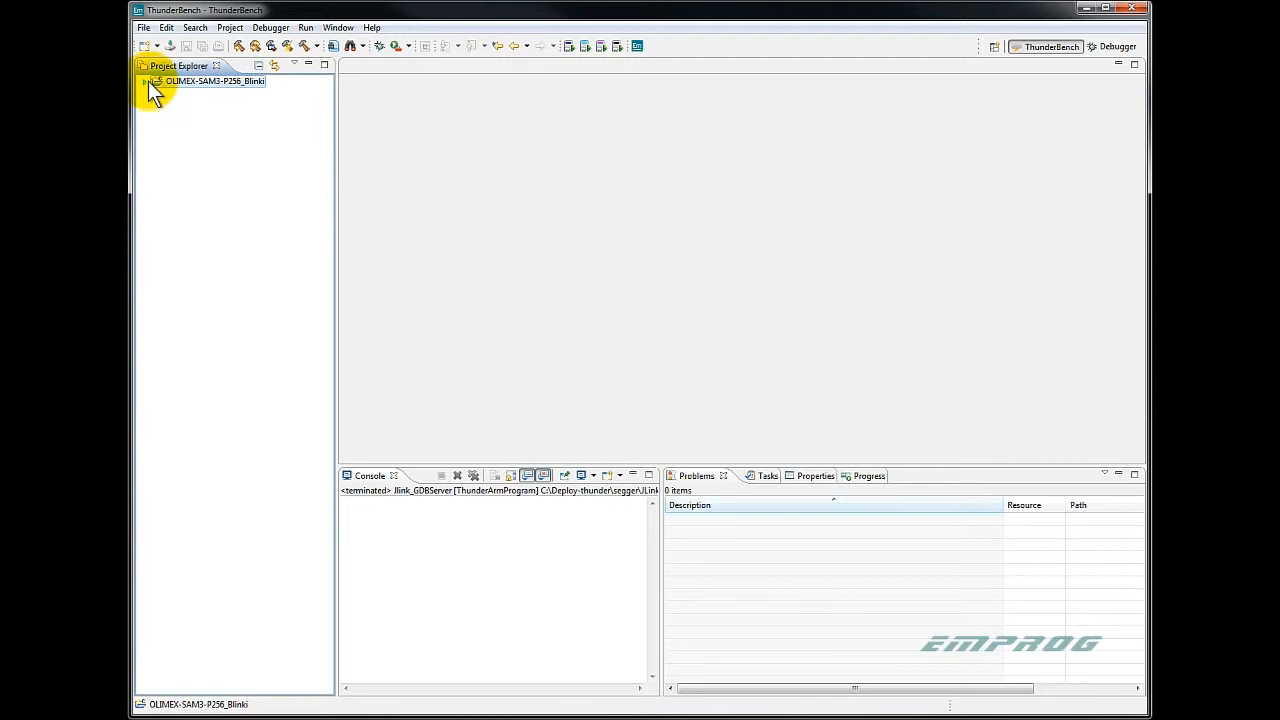 ThunderBench - ThunderBench
File Edit Search Project Debugger Run Window Help
ThunderBench Debugger
Project Explorer
OLIMEX-SAM3-P256_Blinki
Console
<terminated> Jlink_GDBServer [ThunderArmProgram] C:\Deploy-thunder\segger\JLink
Problems Tasks Properties Progress
0 items
Description Resource Path
EMPROG
OLIMEX-SAM3-P256_Blinki